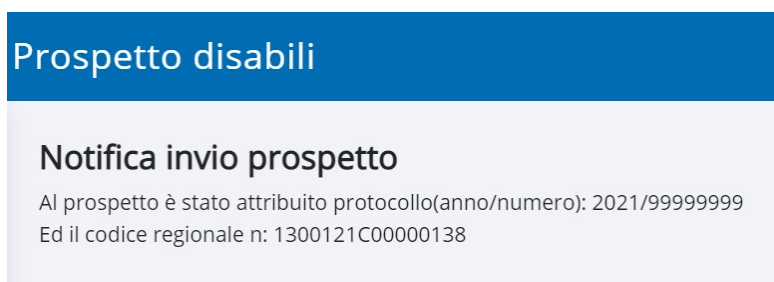 Prospetto disabili
Notifica invio prospetto
Al prospetto è stato attribuito protocollo(anno/numero): 2021/99999999
Ed il codice regionale n: 1300121C00000138